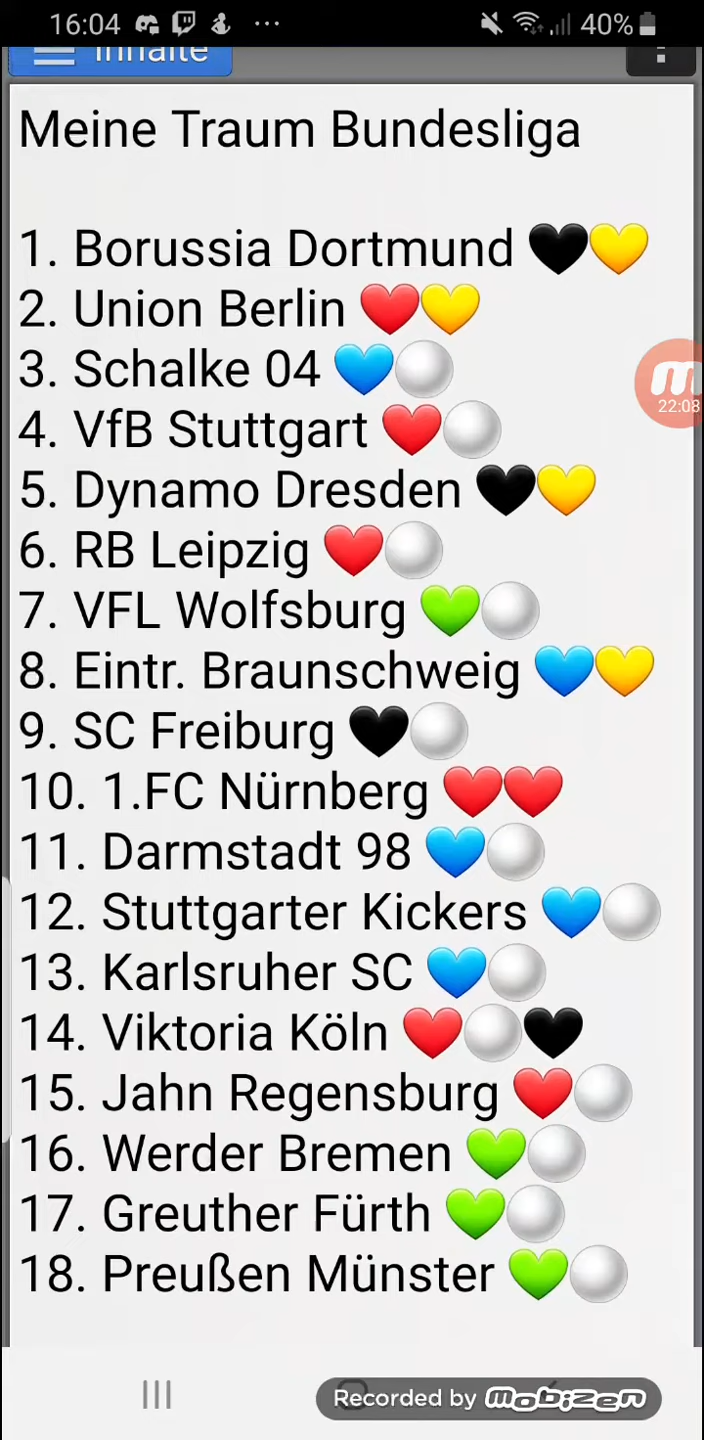 16:04 ... 40%
Inhalte
Meine Traum Bundesliga
1. Borussia Dortmund 🖤💛
2. Union Berlin ❤️💛
3. Schalke 04 💙⚪
4. VfB Stuttgart ❤️⚪
5. Dynamo Dresden 🖤💛
6. RB Leipzig ❤️⚪
7. VFL Wolfsburg 💚⚪
8. Eintr. Braunschweig 💙💛
9. SC Freiburg 🖤⚪
10. 1.FC Nürnberg ❤️❤️
11. Darmstadt 98 💙⚪
12. Stuttgarter Kickers 💙⚪
13. Karlsruher SC 💙⚪
14. Viktoria Köln ❤️⚪🖤
15. Jahn Regensburg ❤️⚪
16. Werder Bremen 💚⚪
17. Greuther Fürth 💚⚪
18. Preußen Münster 💚⚪
m
22:08
Recorded by Mobizen